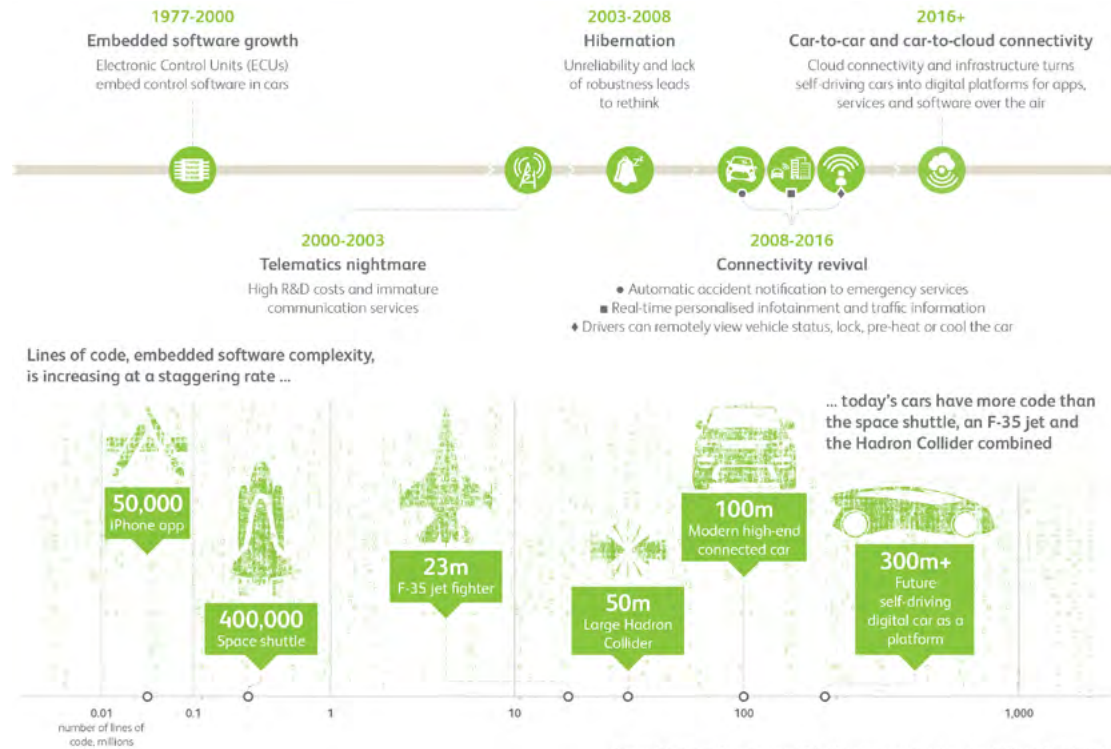 1977-2000
Embedded software growth
Electronic Control Units (ECUs)
embed control software in cars
2003-2008
Hibernation
Unreliability and lack
of robustness leads
to rethink
2016+
Car-to-car and car-to-cloud connectivity
Cloud connectivity and infrastructure turns
self-driving cars into digital platforms for apps,
services and software over the air
2000-2003
Telematics nightmare
High R&D costs and immature
communication services
2008-2016
Connectivity revival
● Automatic accident notification to emergency services
■ Real-time personalised infotainment and traffic information
♦ Drivers can remotely view vehicle status, lock, pre-heat or cool the car
Lines of code, embedded software complexity,
is increasing at a staggering rate ...
... today's cars have more code than
the space shuttle, an F-35 jet and
the Hadron Collider combined
50,000
iPhone app
400,000
Space shuttle
23m
F-35 jet fighter
50m
Large Hadron
Collider
100m
Modern high-end
connected car
300m+
Future
self-driving
digital car as a
platform
0.01
0.1
1
10
100
1,000
number of lines of
code, millions